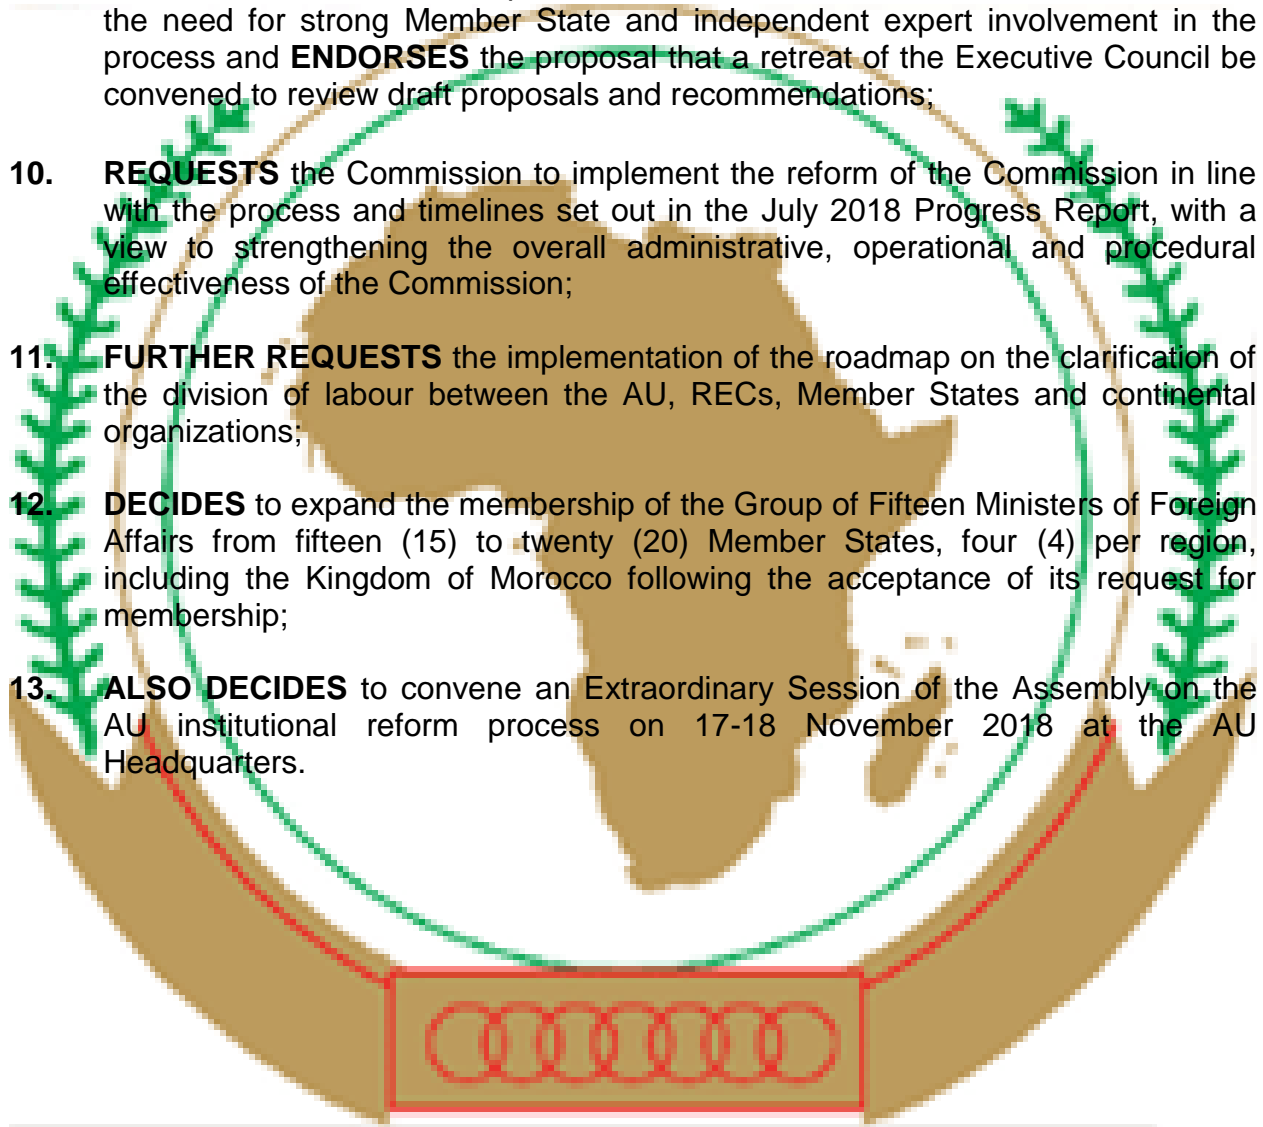 the need for strong Member State and independent expert involvement in the
process and ENDORSES the proposal that a retreat of the Executive Council be
convened to review draft proposals and recommendations;
10. REQUESTS the Commission to implement the reform of the Commission in line
with the process and timelines set out in the July 2018 Progress Report, with a
view to strengthening the overall administrative, operational and procedural
effectiveness of the Commission;
11. FURTHER REQUESTS the implementation of the roadmap on the clarification of
the division of labour between the AU, RECs, Member States and continental
organizations;
12. DECIDES to expand the membership of the Group of Fifteen Ministers of Foreign
Affairs from fifteen (15) to twenty (20) Member States, four (4) per region,
including the Kingdom of Morocco following the acceptance of its request for
membership;
13. ALSO DECIDES to convene an Extraordinary Session of the Assembly on the
AU institutional reform process on 17-18 November 2018 at the AU
Headquarters.